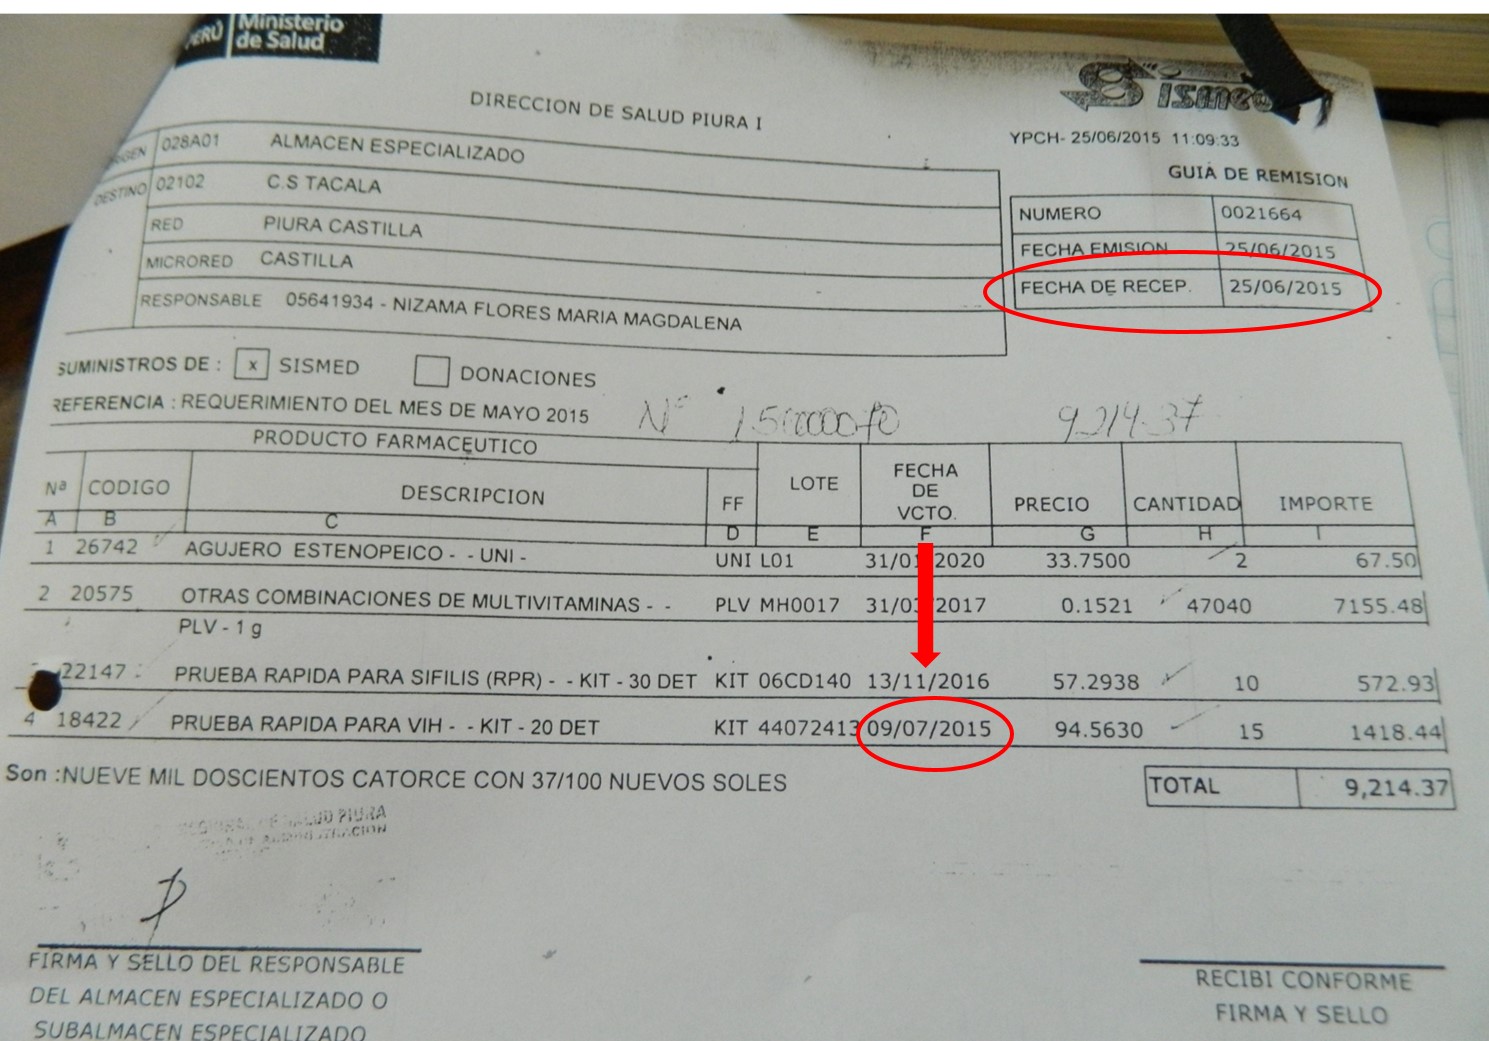 PERÚ Ministerio
de Salud
Sismed
DIRECCION DE SALUD PIURA I
YPCH- 25/06/2015 11:09:33
GUIA DE REMISION
028A01 ALMACEN ESPECIALIZADO
DESTINO 02102 C.S TACALA
RED PIURA CASTILLA
MICRORED CASTILLA
RESPONSABLE 05641934 - NIZAMA FLORES MARIA MAGDALENA
NUMERO 0021664
FECHA EMISION 25/06/2015
FECHA DE RECEP. 25/06/2015
SUMINISTROS DE : x SISMED DONACIONES
REFERENCIA : REQUERIMIENTO DEL MES DE MAYO 2015 Nº 9214.37
PRODUCTO FARMACEUTICO
Nª CODIGO DESCRIPCION FF LOTE FECHA DE VCTO. PRECIO CANTIDAD IMPORTE
A B C D E F G H I
1 26742 AGUJERO ESTENOPEICO - - UNI - UNI L01 31/01/2020 33.7500 2 67.50
2 20575 OTRAS COMBINACIONES DE MULTIVITAMINAS - - PLV MH0017 31/03/2017 0.1521 47040 7155.48
PLV - 1 g
22147 PRUEBA RAPIDA PARA SIFILIS (RPR) - - KIT - 30 DET KIT 06CD140 13/11/2016 57.2938 10 572.93
4 18422 PRUEBA RAPIDA PARA VIH - - KIT - 20 DET KIT 44072413 09/07/2015 94.5630 15 1418.44
Son :NUEVE MIL DOSCIENTOS CATORCE CON 37/100 NUEVOS SOLES
TOTAL 9,214.37
FIRMA Y SELLO DEL RESPONSABLE
DEL ALMACEN ESPECIALIZADO O
SUBALMACEN ESPECIALIZADO
RECIBI CONFORME
FIRMA Y SELLO